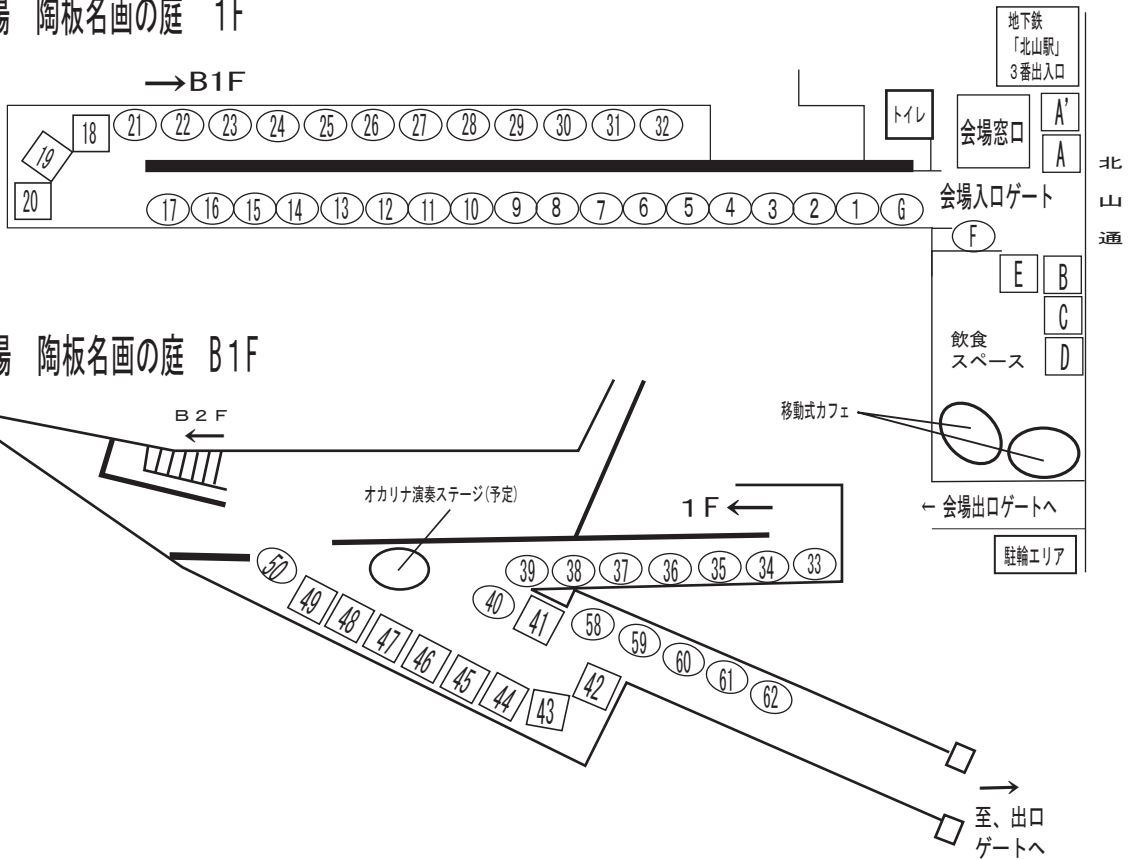 場 陶板名画の庭 1F
地下鉄
「北山駅」
3番出入口
→B1F
トイレ
会場窓口
A'
A
北山通
18
21 22 23 24 25 26 27 28 29 30 31 32
19
20
17 16 15 14 13 12 11 10 9 8 7 6 5 4 3 2 1 G
会場入口ゲート
F
E
B
C
D
飲食
スペース
移動式カフェ
← 会場出口ゲートへ
駐輪エリア
場 陶板名画の庭 B1F
B2F
←
オカリナ演奏ステージ(予定)
1F ←
39 38 37 36 35 34 33
50
49 48 47 46 45 44 43
40
41
42
58 59 60 61 62
→
至、出口
ゲートへ